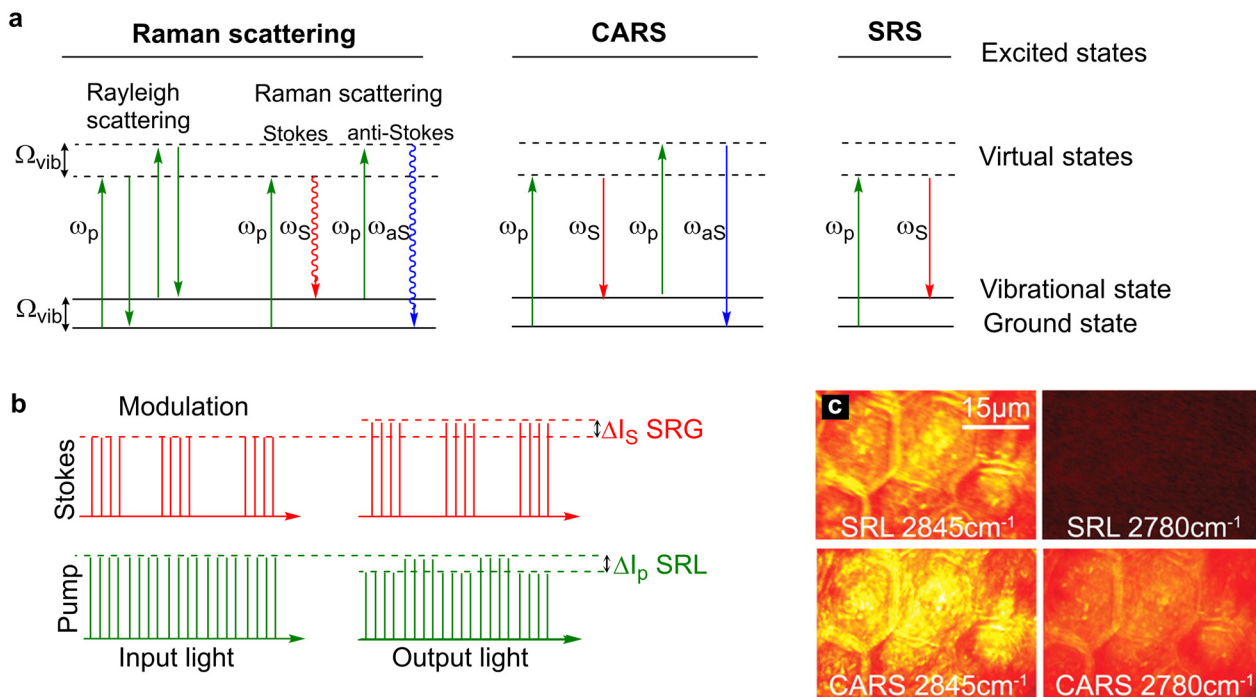 a
Raman scattering
CARS
SRS
Excited states
Rayleigh
scattering
Raman scattering
Stokes
anti-Stokes
Ωvib
Virtual states
ωp
ωS
ωp
ωaS
ωp
ωS
ωp
ωaS
ωp
ωS
Ωvib
Vibrational state
Ground state
b
Modulation
Stokes
ΔIS SRG
Pump
ΔIp SRL
Input light
Output light
c
15μm
SRL 2845cm-1
SRL 2780cm-1
CARS 2845cm-1
CARS 2780cm-1